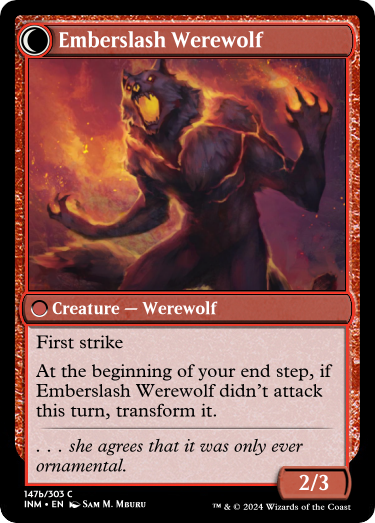 Emberslash Werewolf
Creature — Werewolf
First strike
At the beginning of your end step, if
Emberslash Werewolf didn't attack
this turn, transform it.
. . . she agrees that it was only ever
ornamental.
2/3
147b/303 C
INM • EN Sam M. Mburu
™ & © 2024 Wizards of the Coast